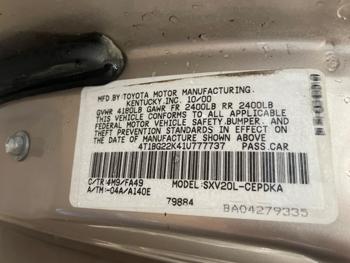 MFD.BY TOYOTA MOTOR MANUFACTURING,
KENTUCKY.INC. 10/00
GVWR 4180LB GAWR FR 2400LB RR 2400LB
THIS VEHICLE CONFORMS TO ALL APPLICABLE
FEDERAL MOTOR VEHICLE SAFETY,BUMPER, AND
THEFT PREVENTION STANDARDS IN EFFECT ON
THE DATE OF MANUFACTURE SHOWN ABOVE.
4T1BG22K41U777737 PASS.CAR
C/TR:4M9/FA49 MODEL:SXV20L-CEPDKA
A/TM:-04A/A140E
79884
BA04279335